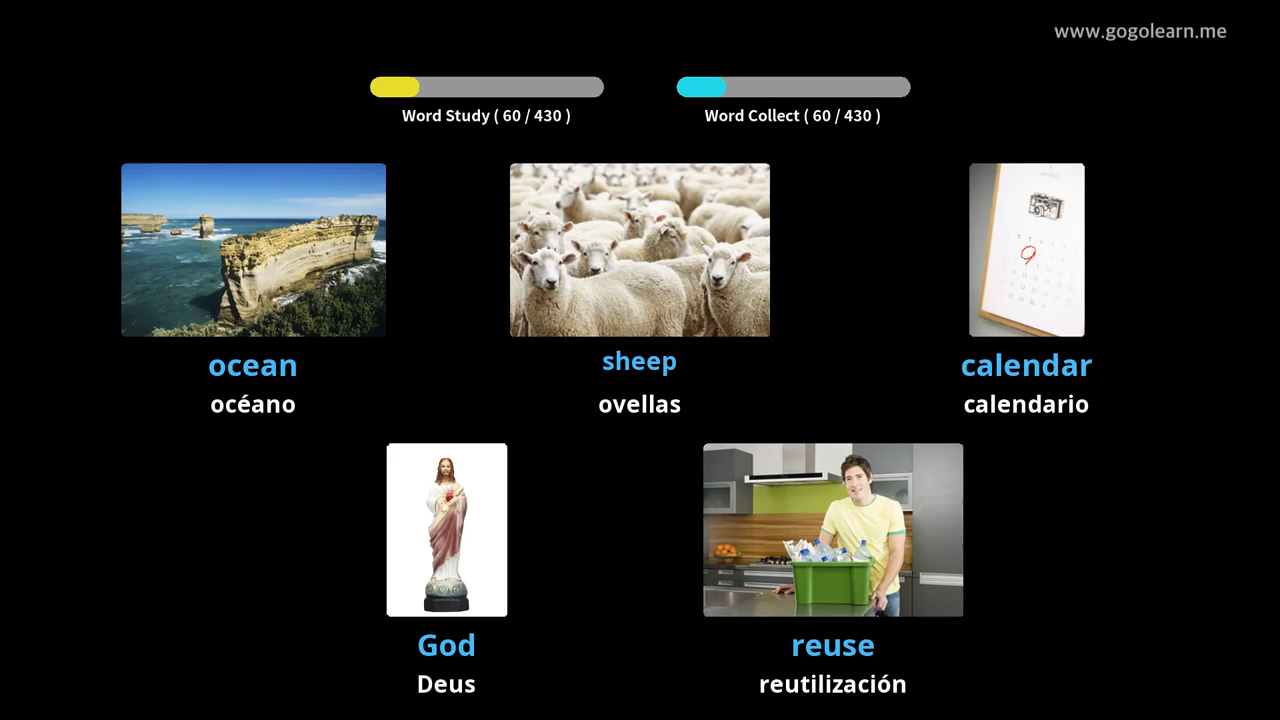 www.gogolearn.me
Word Study ( 60 / 430 )
Word Collect ( 60 / 430 )
ocean
océano
sheep
ovellas
calendar
calendario
God
Deus
reuse
reutilización